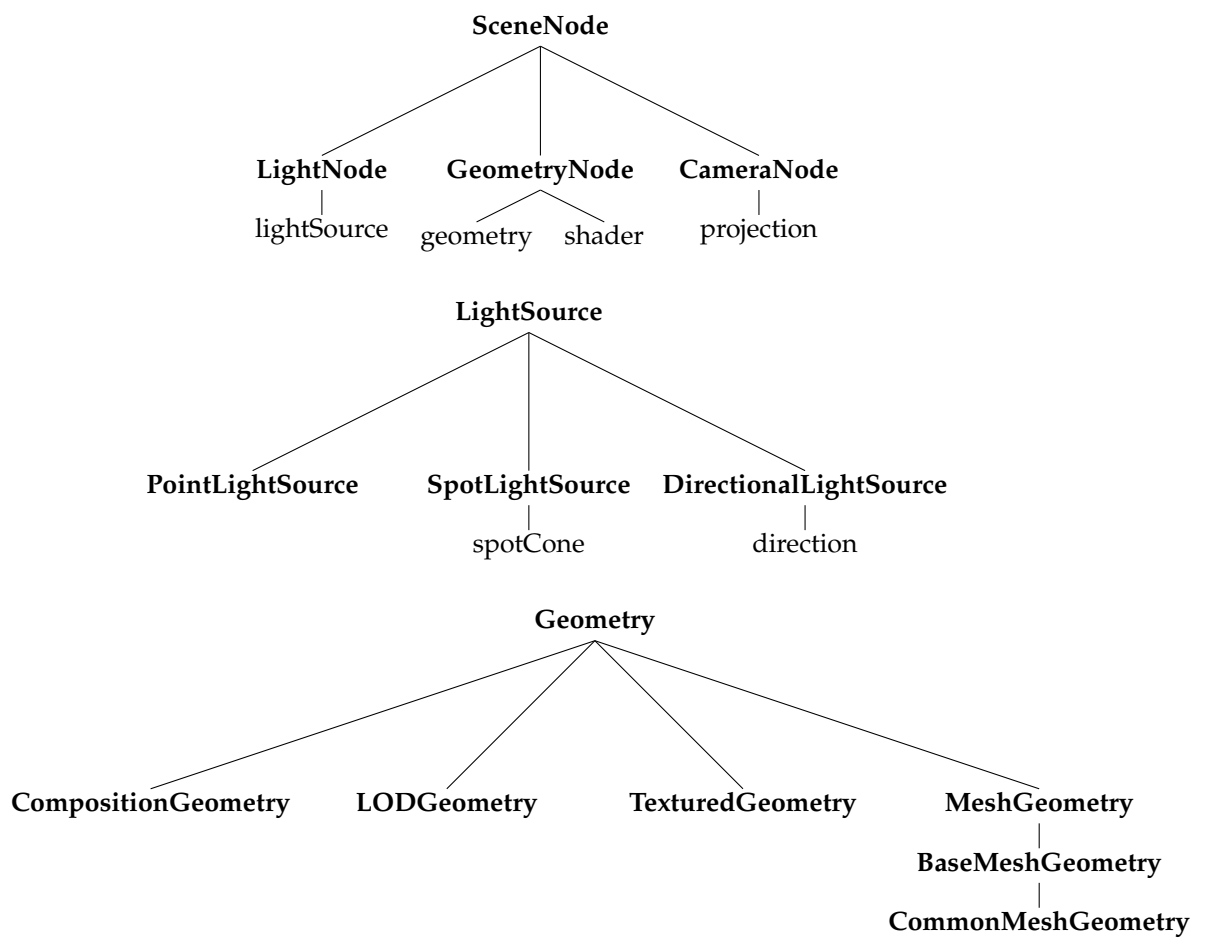 SceneNode
LightNode GeometryNode CameraNode
lightSource geometry shader projection
LightSource
PointLightSource SpotLightSource DirectionalLightSource
spotCone direction
Geometry
CompositionGeometry LODGeometry TexturedGeometry MeshGeometry
BaseMeshGeometry
CommonMeshGeometry